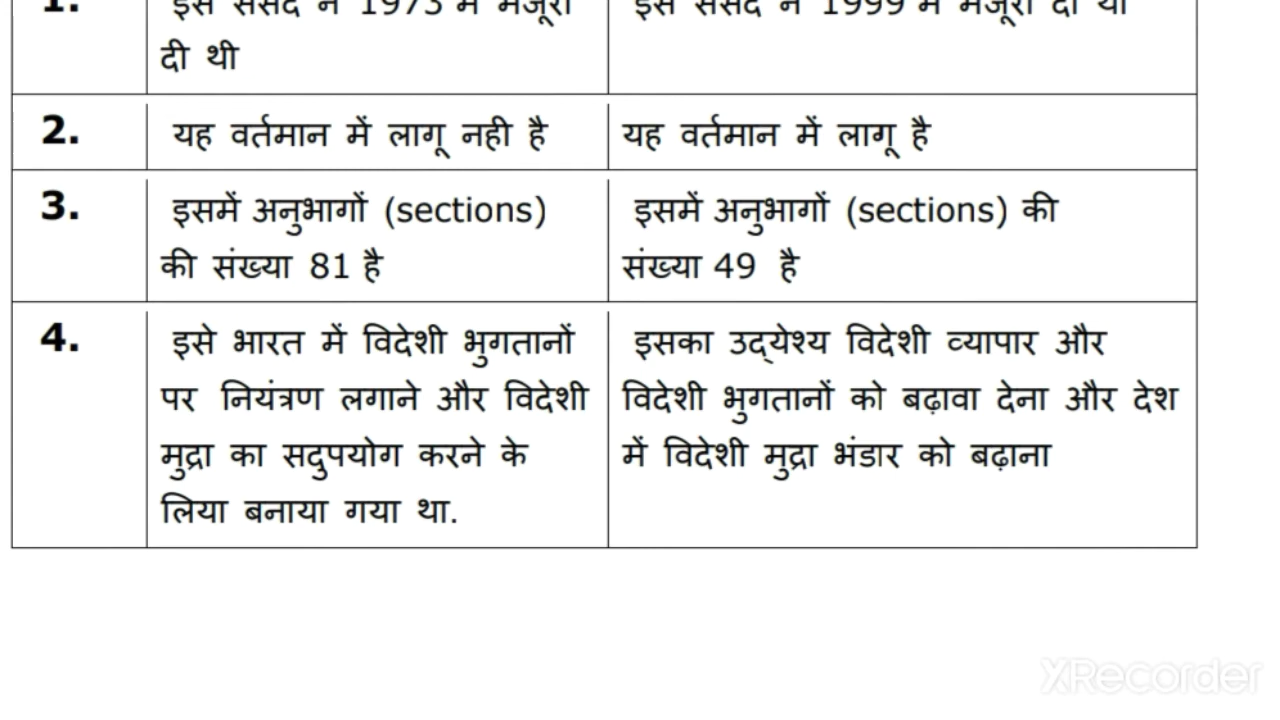 1. इसे संसद ने 1973 में मंजूरी इसे संसद ने 1999 में मंजूरी दी थी
दी थी
2. यह वर्तमान में लागू नही है यह वर्तमान में लागू है
3. इसमें अनुभागों (sections) इसमें अनुभागों (sections) की
की संख्या 81 है संख्या 49 है
4. इसे भारत में विदेशी भुगतानों इसका उद्येश्य विदेशी व्यापार और
पर नियंत्रण लगाने और विदेशी विदेशी भुगतानों को बढ़ावा देना और देश
मुद्रा का सदुपयोग करने के में विदेशी मुद्रा भंडार को बढ़ाना
लिया बनाया गया था.
XRecorder